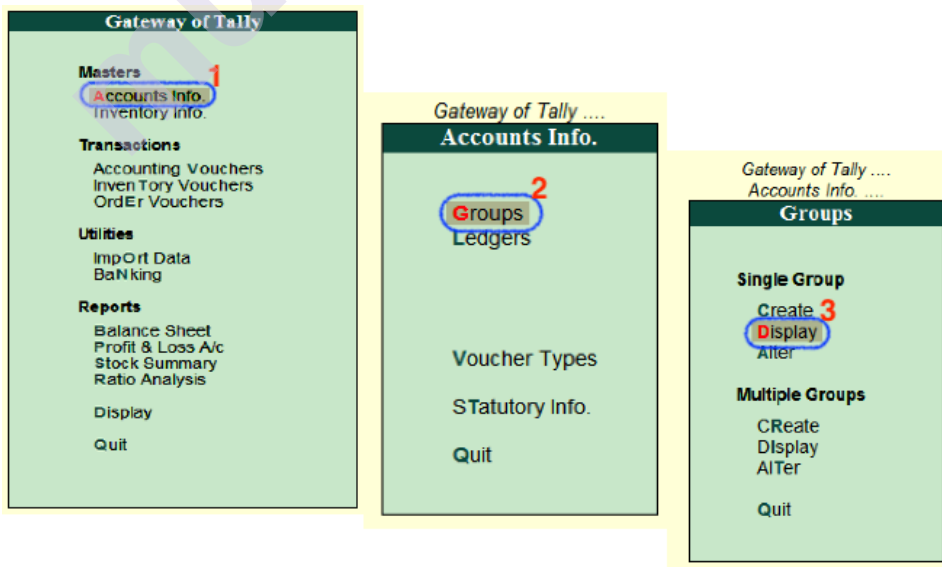 Gateway of Tally
Masters
1
Accounts Info.
Inventory Info.
Transactions
Accounting Vouchers
InvenTory Vouchers
OrdEr Vouchers
Utilities
ImpOrt Data
BaNking
Reports
Balance Sheet
Profit & Loss A/c
Stock Summary
Ratio Analysis
Display
Quit
Gateway of Tally ....
Accounts Info.
2
Groups
Ledgers
Voucher Types
STatutory Info.
Quit
Gateway of Tally ....
Accounts Info. ....
Groups
Single Group
Create 3
Display
Alter
Multiple Groups
CReate
DIsplay
AlTer
Quit